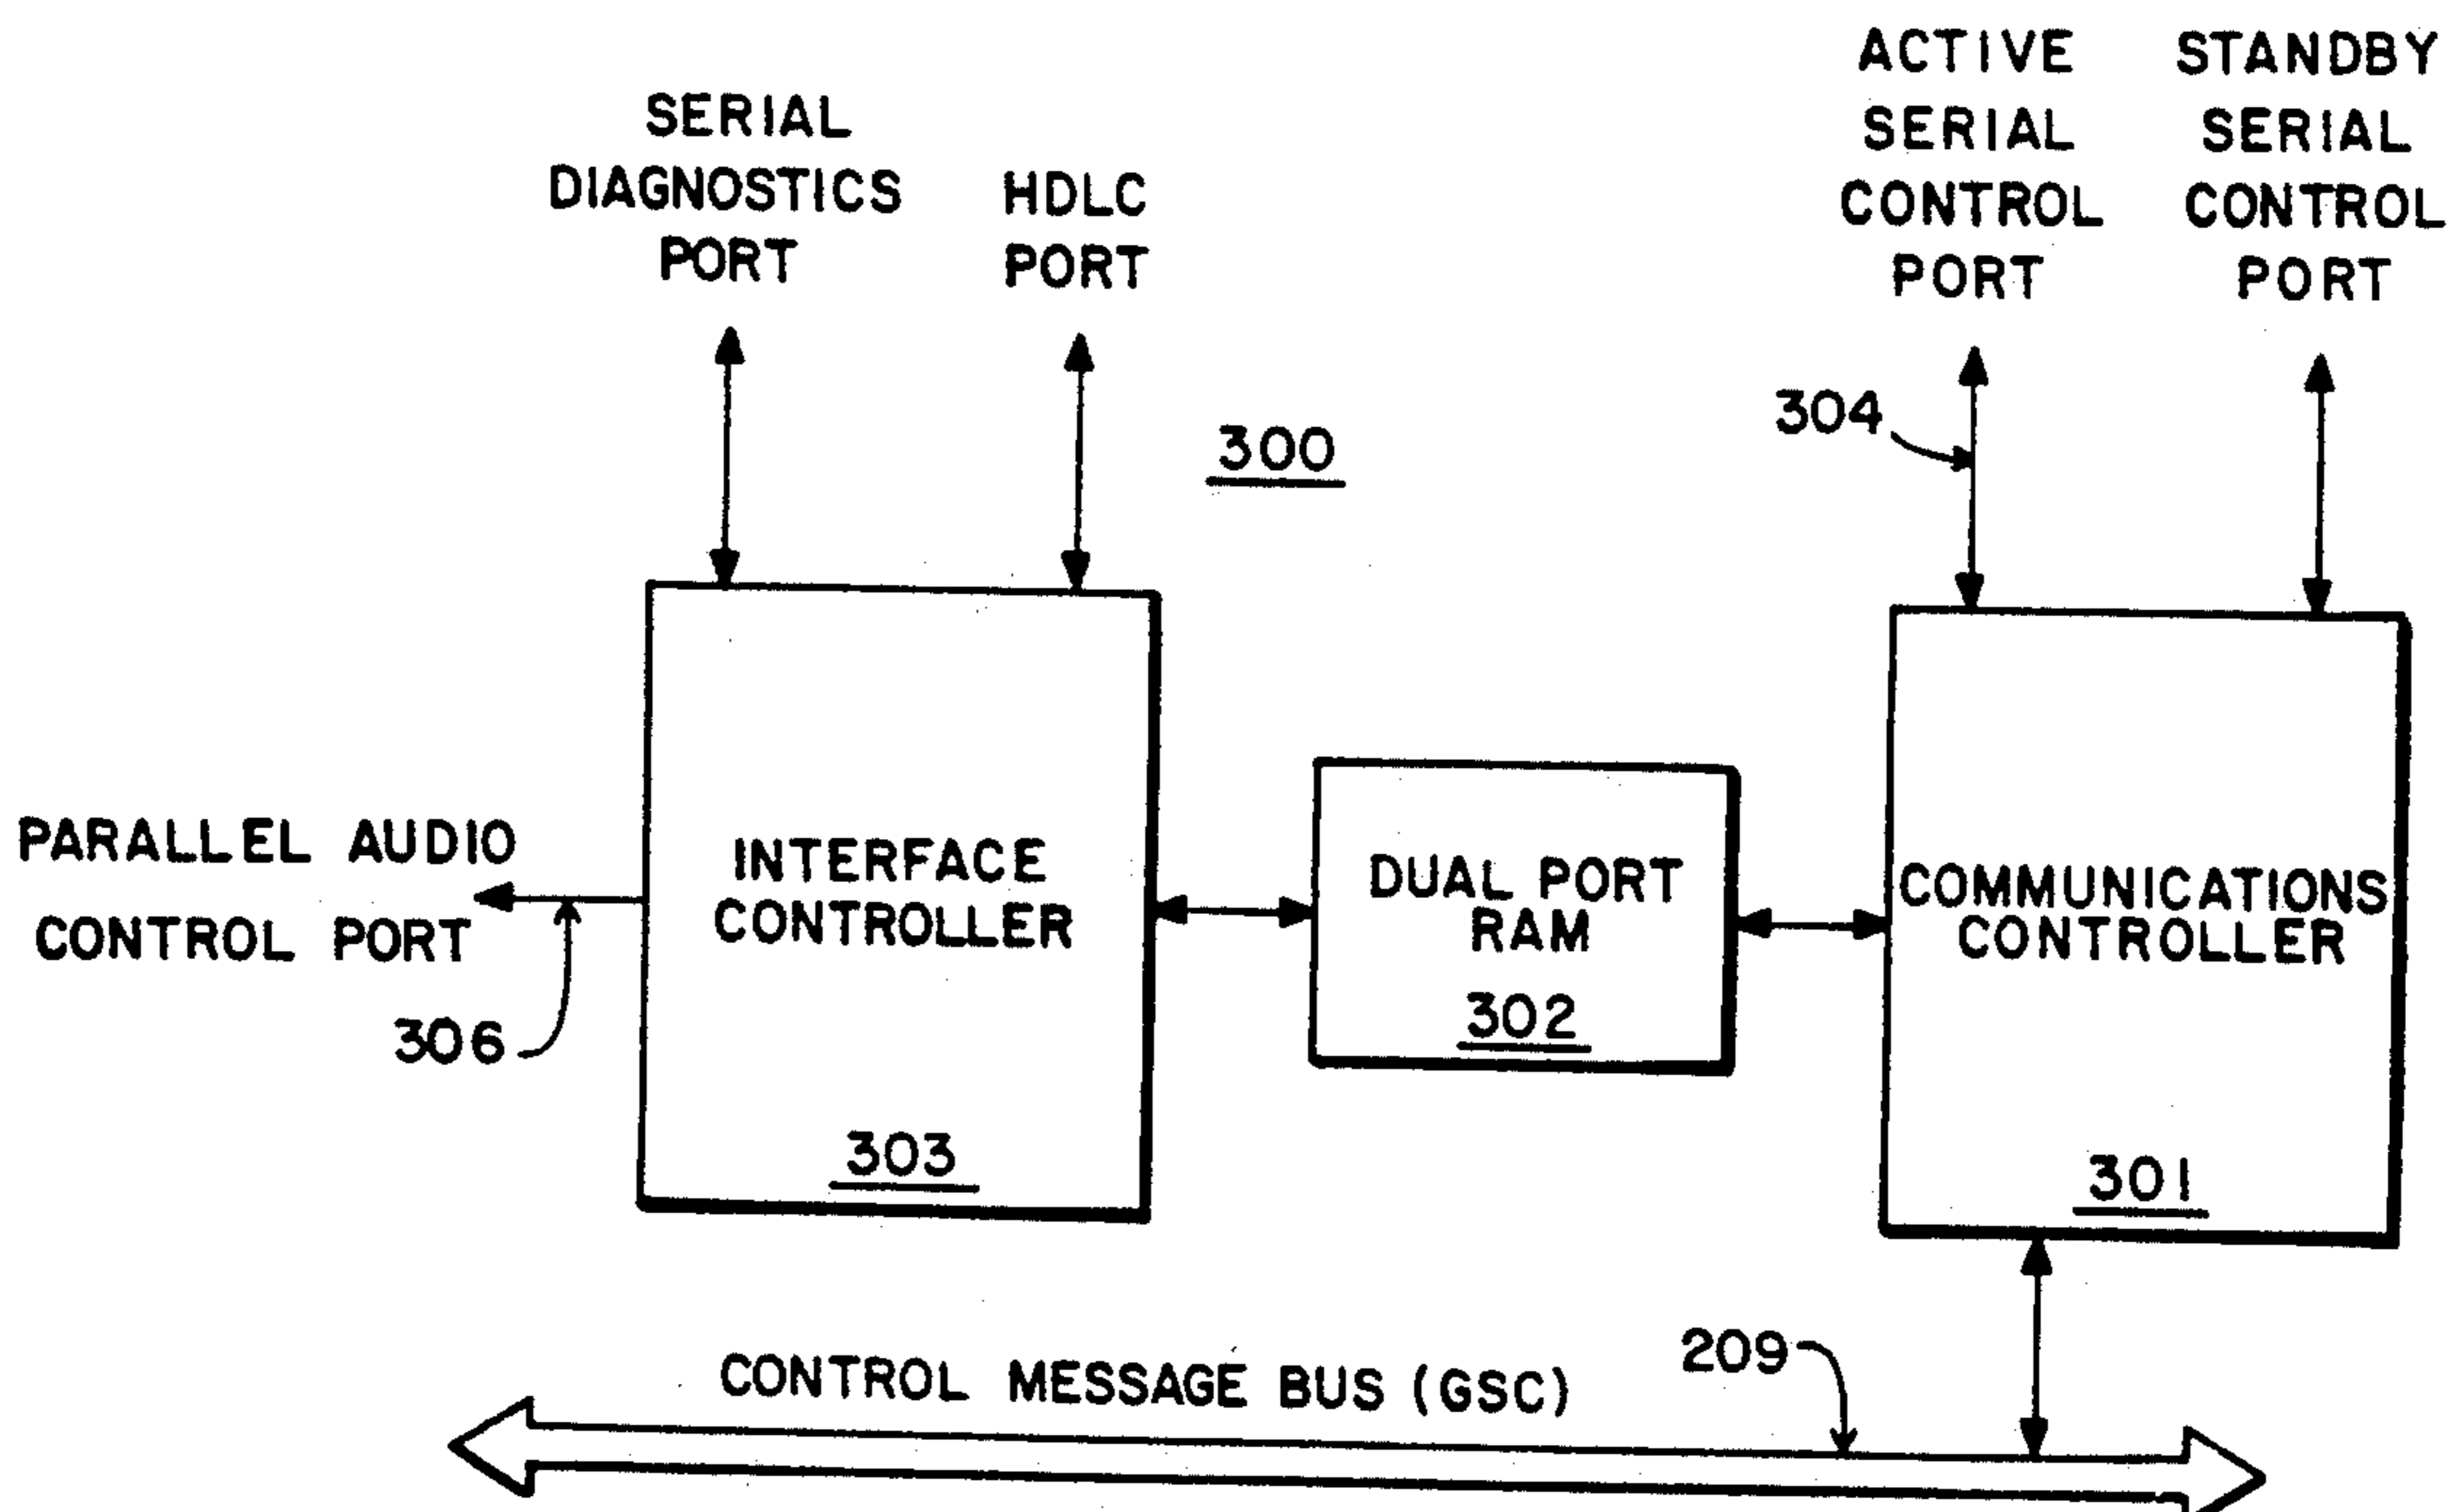 SERIAL
DIAGNOSTICS
PORT
HDLC
PORT
ACTIVE
SERIAL
CONTROL
PORT
STANDBY
SERIAL
CONTROL
PORT
300
304
PARALLEL AUDIO
CONTROL PORT
306
INTERFACE
CONTROLLER
303
DUAL PORT
RAM
302
COMMUNICATIONS
CONTROLLER
301
CONTROL MESSAGE BUS (GSC)
209